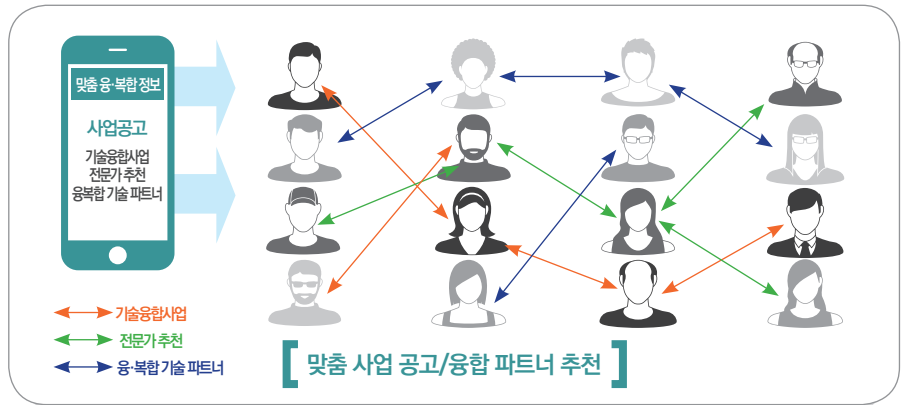 맞춤 융·복합 정보
사업공고
기술융합사업
전문가 추천
융복합 기술 파트너
기술융합사업
전문가 추천
융·복합 기술 파트너
[ 맞춤 사업 공고/융합 파트너 추천 ]